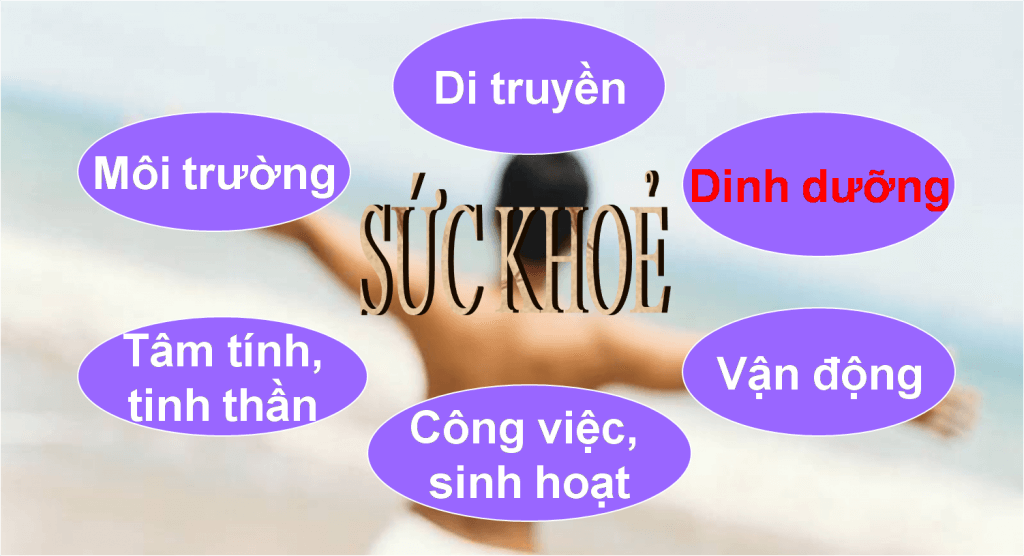 Di truyền
Môi trường
Dinh dưỡng
SỨC KHOẺ
Tâm tính,
tinh thần
Vận động
Công việc,
sinh hoạt